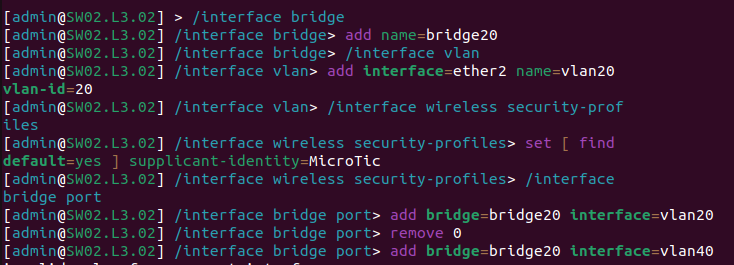 [admin@SW02.L3.02] > /interface bridge
[admin@SW02.L3.02] /interface bridge> add name=bridge20
[admin@SW02.L3.02] /interface bridge> /interface vlan
[admin@SW02.L3.02] /interface vlan> add interface=ether2 name=vlan20
vlan-id=20
[admin@SW02.L3.02] /interface vlan> /interface wireless security-prof
iles
[admin@SW02.L3.02] /interface wireless security-profiles> set [ find
default=yes ] supplicant-identity=MicroTic
[admin@SW02.L3.02] /interface wireless security-profiles> /interface
bridge port
[admin@SW02.L3.02] /interface bridge port> add bridge=bridge20 interface=vlan20
[admin@SW02.L3.02] /interface bridge port> remove 0
[admin@SW02.L3.02] /interface bridge port> add bridge=bridge20 interface=vlan40